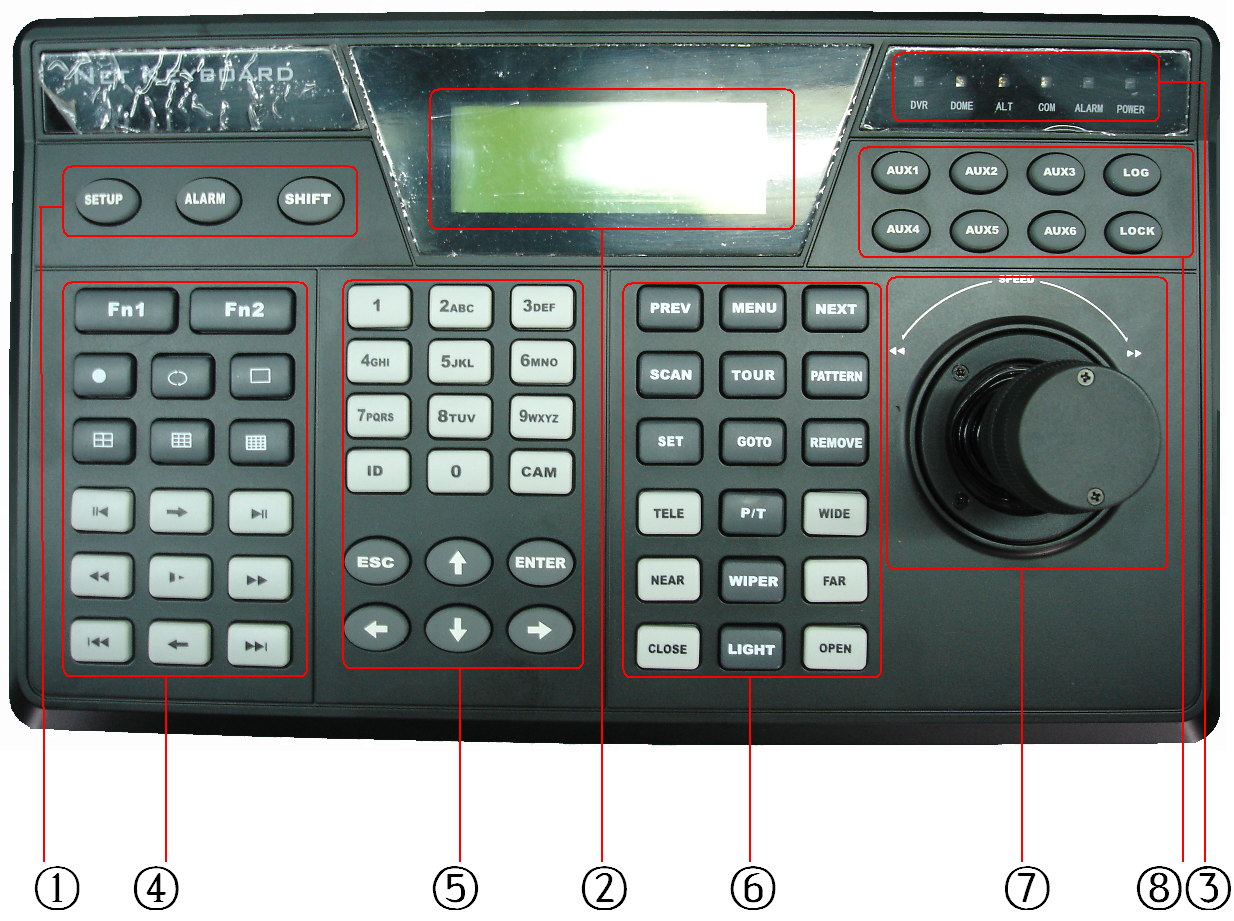 NET KEYBOARD
DVR DOME ALT COM ALARM POWER
SETUP ALARM SHIFT
AUX1 AUX2 AUX3 LOG
AUX4 AUX5 AUX6 LOCK
SPEED
Fn1 Fn2
1 2ABC 3DEF
4GHI 5JKL 6MNO
7PQRS 8TUV 9WXYZ
ID 0 CAM
ESC ENTER
PREV MENU NEXT
SCAN TOUR PATTERN
SET GOTO REMOVE
TELE P/T WIDE
NEAR WIPER FAR
CLOSE LIGHT OPEN
① ④ ⑤ ② ⑥ ⑦ ⑧ ③